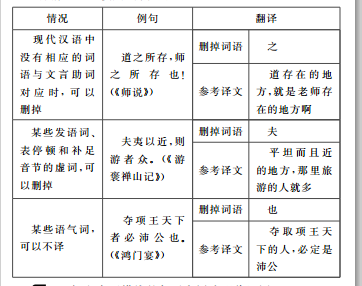 情况 例句 翻译
现代汉语中
没有相应的词
语与文言助词
对应时,可以
删掉
道之所存,师
之所存也!
(《师说》)
删掉词语 之
参考译文
道存在的地
方,就是老师存
在的地方啊
某些发语词、
表停顿和补足
音节的虚词,可
以删掉
夫夷以近,则
游者众。(《游
褒禅山记》)
删掉词语 夫
参考译文
平坦而且近
的地方,那里旅
游的人就多
某些语气词,
可以不译
夺项王天下
者必沛公也。
(《鸿门宴》)
删掉词语 也
参考译文
夺取项王天
下的人,必定是
沛公